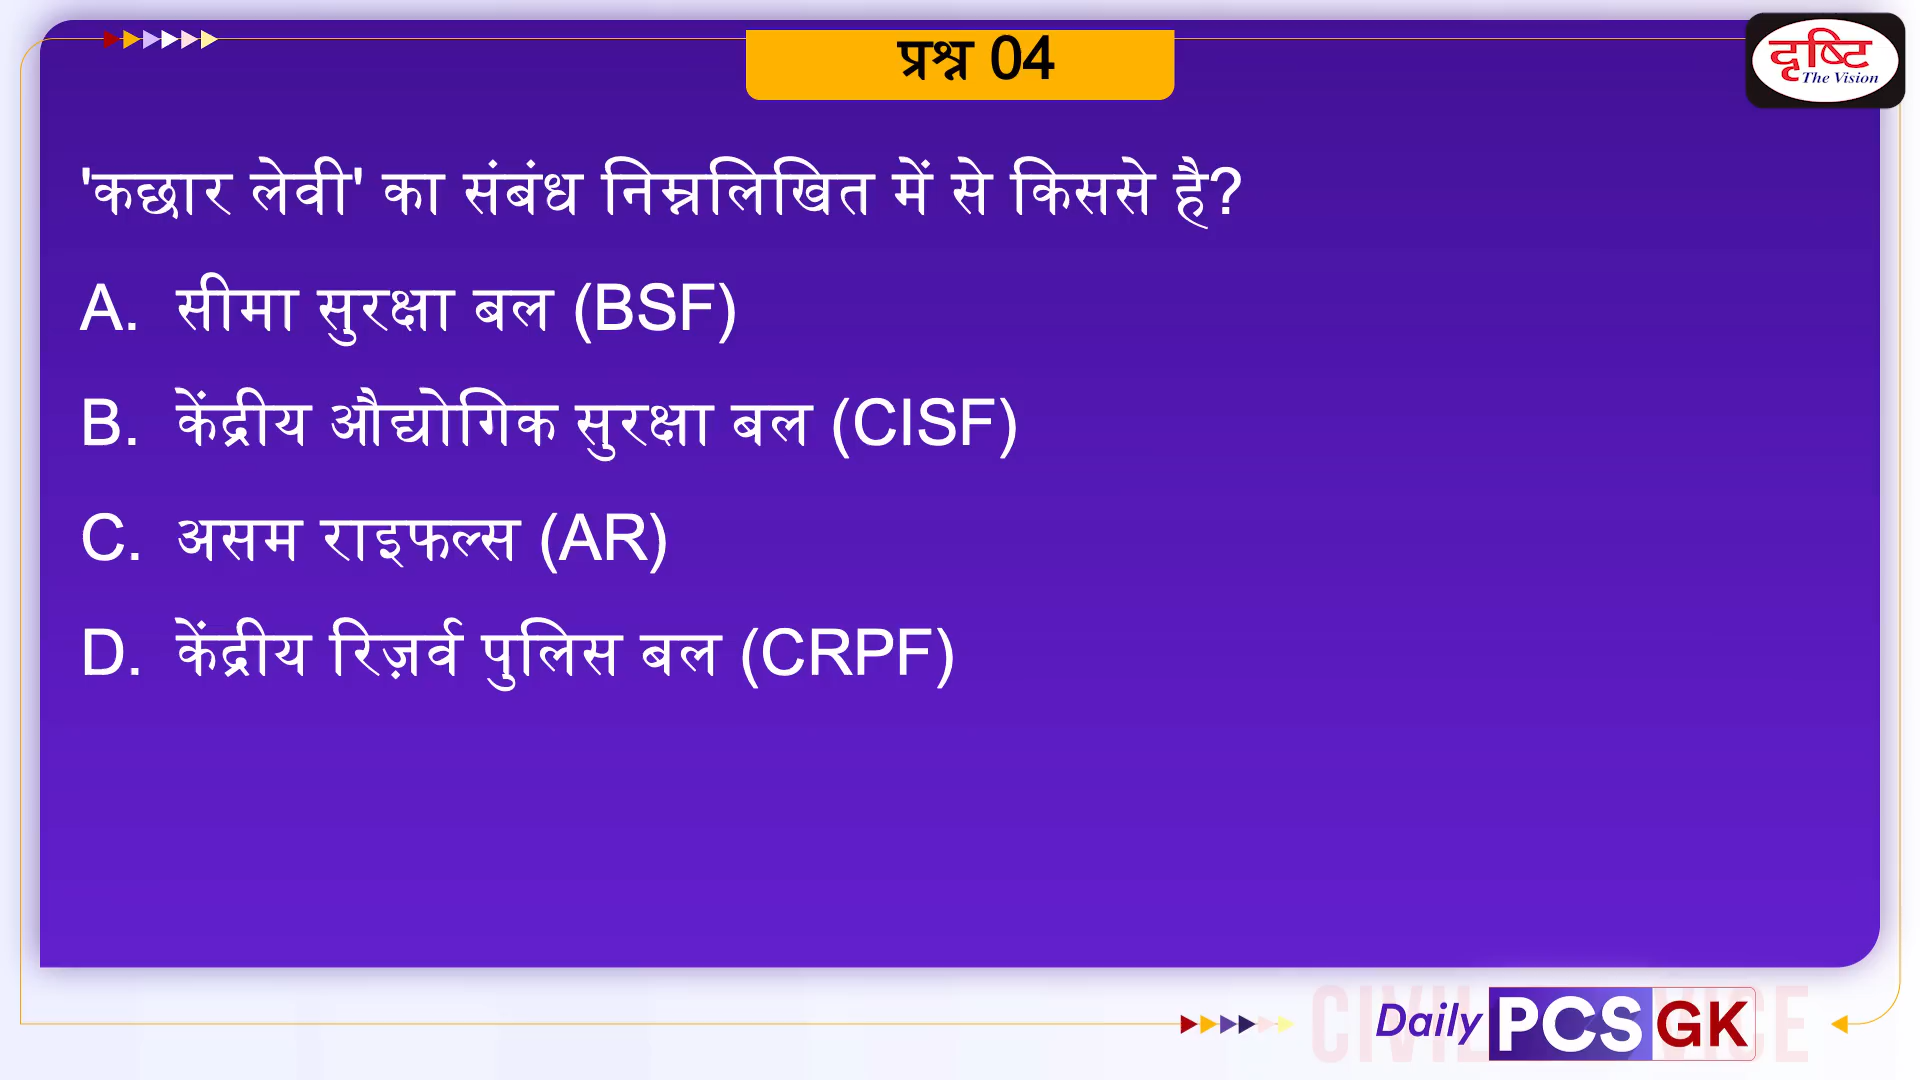 प्रश्न 04
दृष्टि
The Vision
'कछार लेवी' का संबंध निम्नलिखित में से किससे है?
A. सीमा सुरक्षा बल (BSF)
B. केंद्रीय औद्योगिक सुरक्षा बल (CISF)
C. असम राइफल्स (AR)
D. केंद्रीय रिज़र्व पुलिस बल (CRPF)
Daily PCS GK